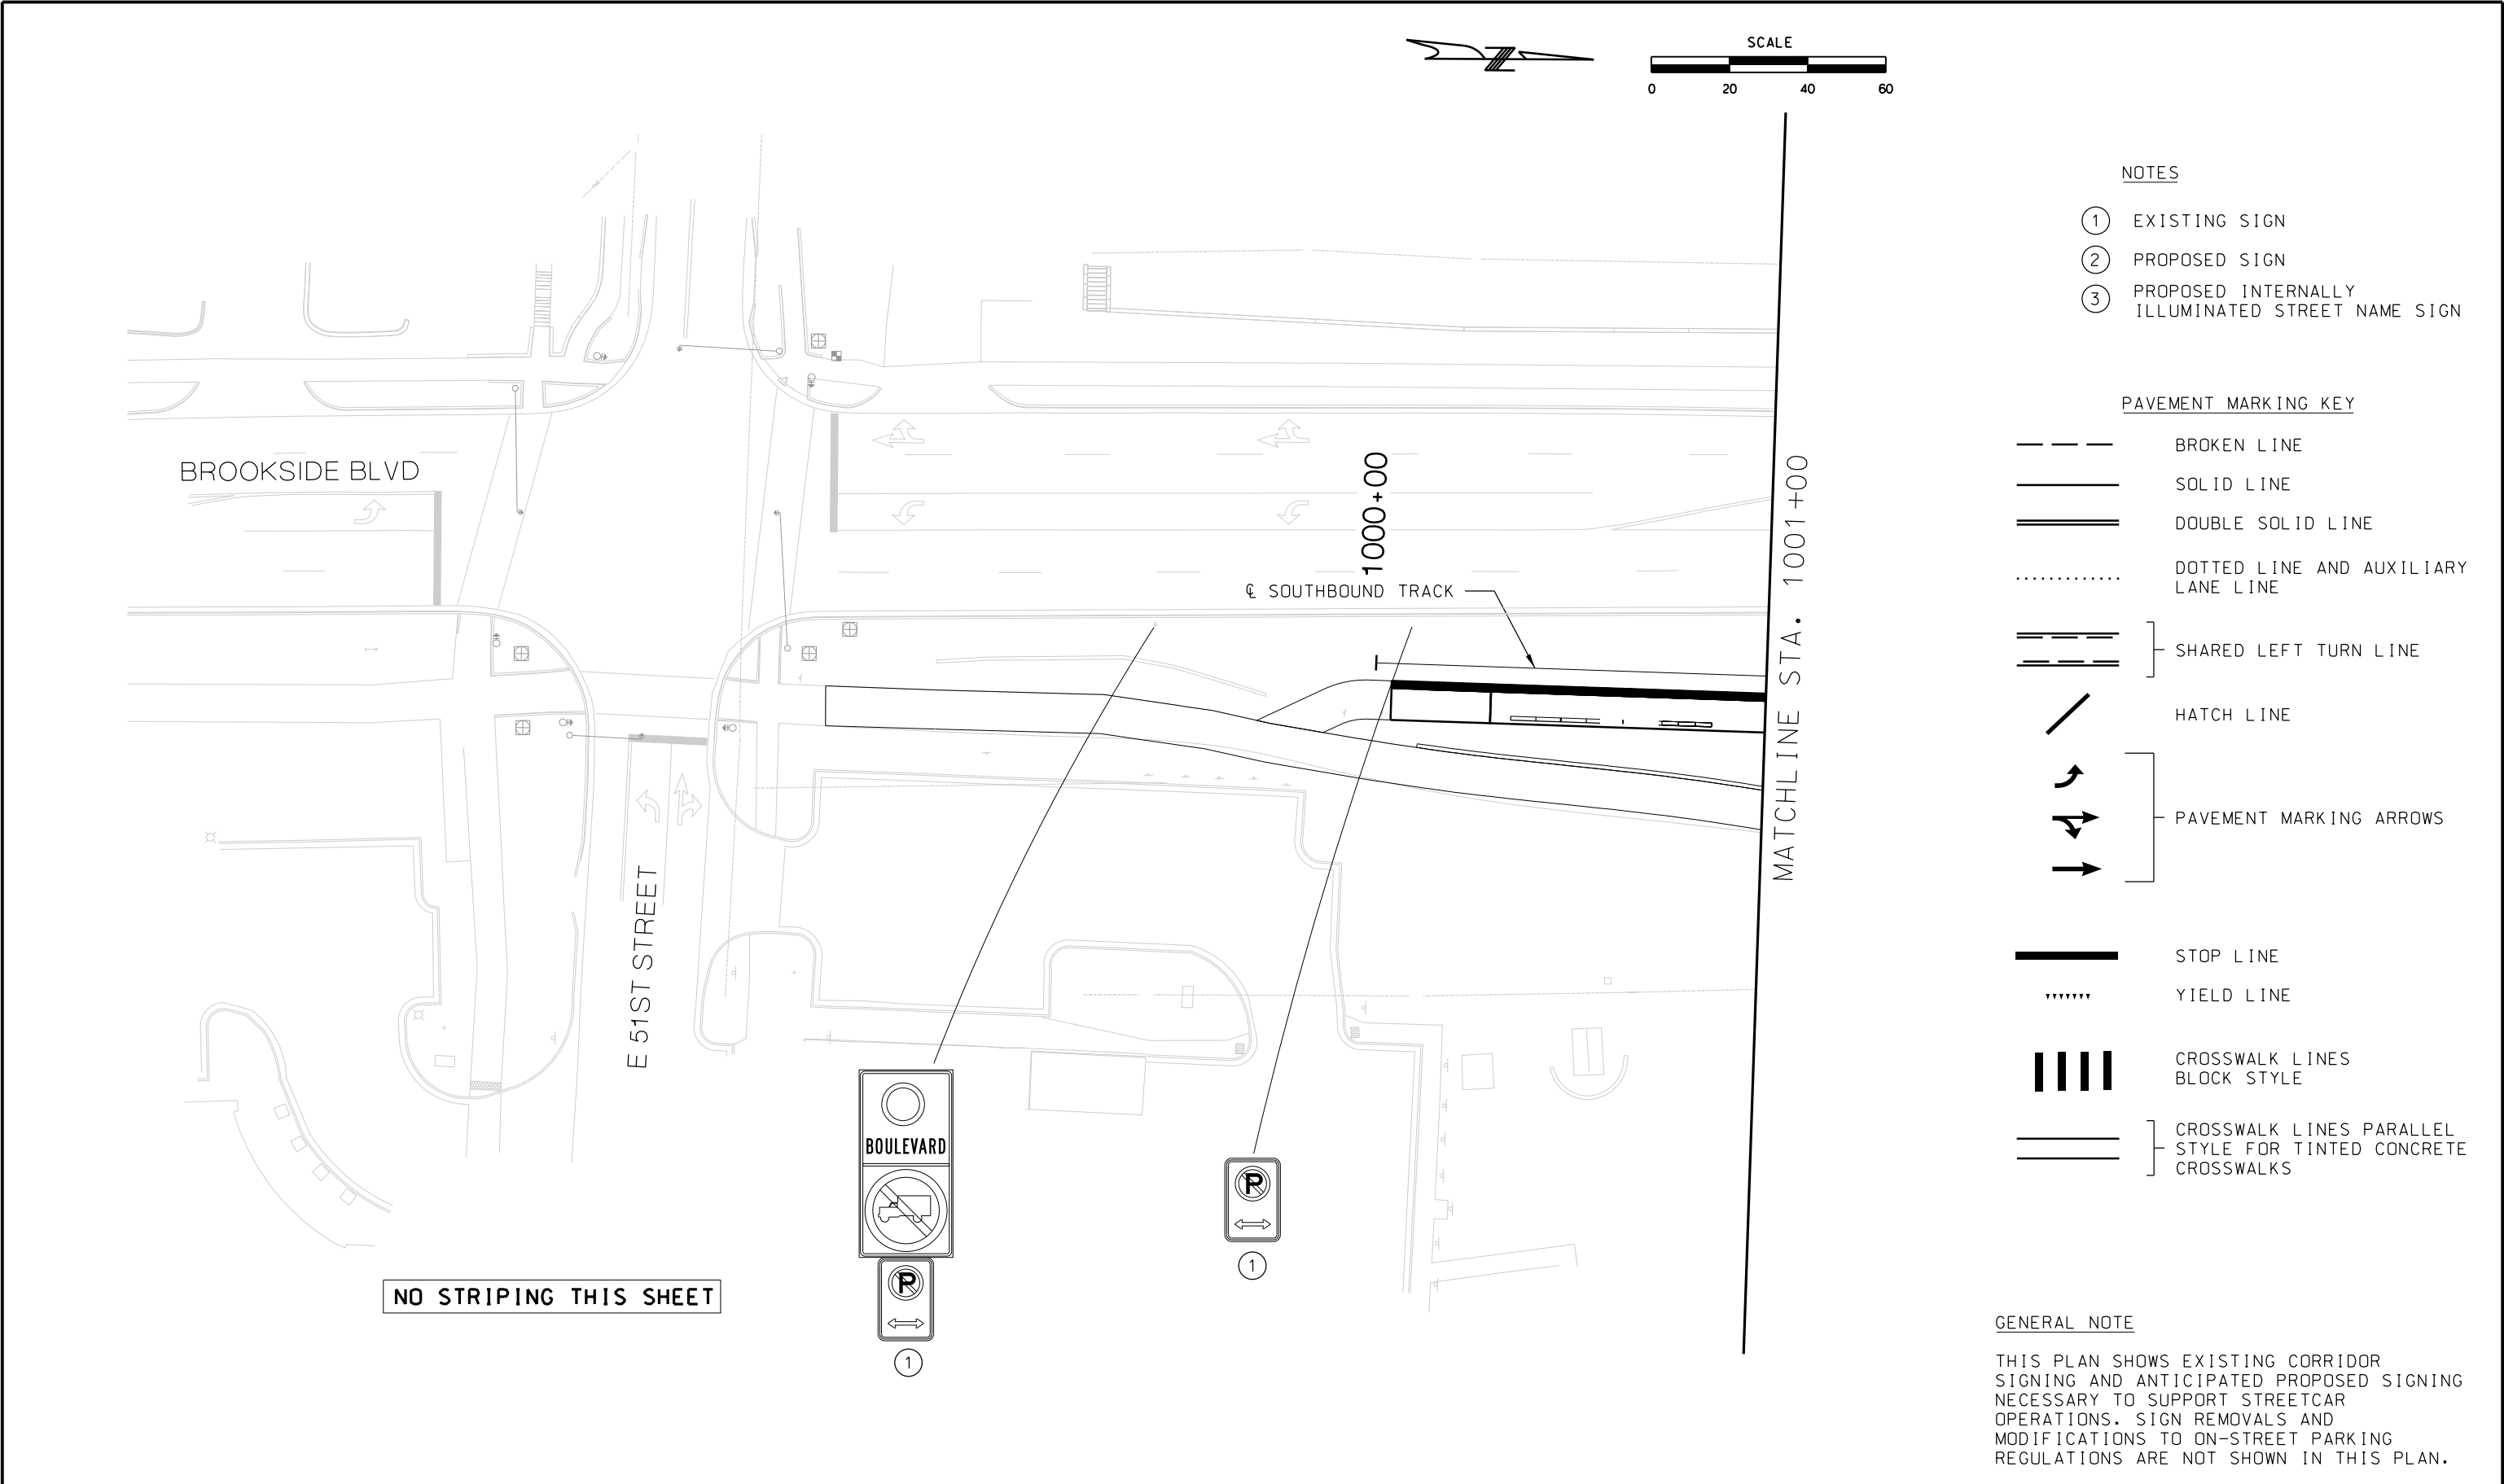 SCALE
0 20 40 60
NOTES
1 EXISTING SIGN
2 PROPOSED SIGN
3 PROPOSED INTERNALLY
ILLUMINATED STREET NAME SIGN
PAVEMENT MARKING KEY
BROKEN LINE
SOLID LINE
DOUBLE SOLID LINE
DOTTED LINE AND AUXILIARY
LANE LINE
SHARED LEFT TURN LINE
HATCH LINE
PAVEMENT MARKING ARROWS
STOP LINE
YIELD LINE
CROSSWALK LINES
BLOCK STYLE
CROSSWALK LINES PARALLEL
STYLE FOR TINTED CONCRETE
CROSSWALKS
BROOKSIDE BLVD
1000+00
℄ SOUTHBOUND TRACK
MATCHLINE STA. 1001+00
E 51ST STREET
BOULEVARD
P
1
P
1
NO STRIPING THIS SHEET
GENERAL NOTE
THIS PLAN SHOWS EXISTING CORRIDOR
SIGNING AND ANTICIPATED PROPOSED SIGNING
NECESSARY TO SUPPORT STREETCAR
OPERATIONS. SIGN REMOVALS AND
MODIFICATIONS TO ON-STREET PARKING
REGULATIONS ARE NOT SHOWN IN THIS PLAN.